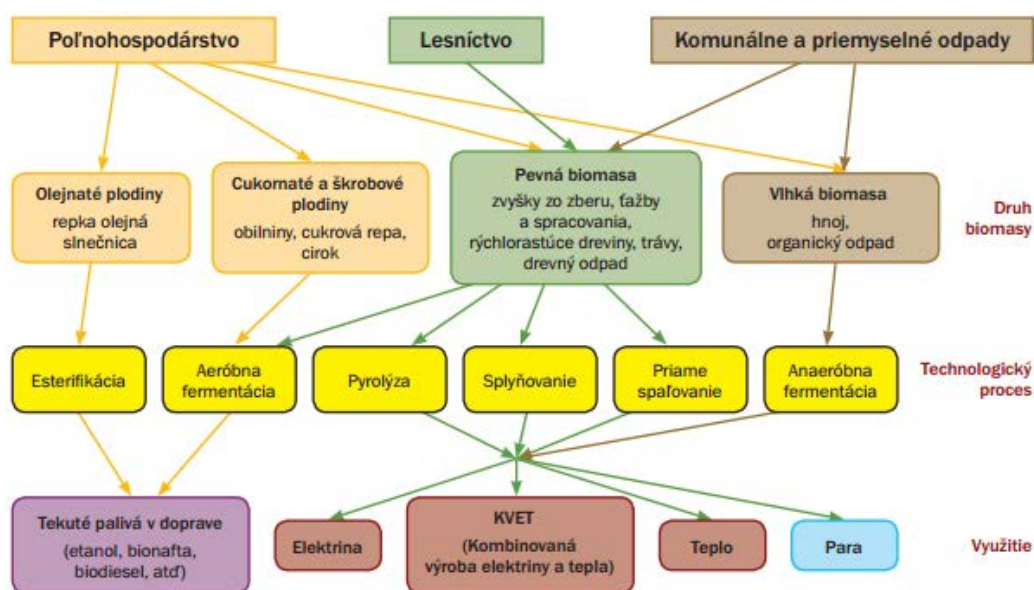 Poľnohospodárstvo
Lesníctvo
Komunálne a priemyselné odpady
Olejnaté plodiny
repka olejná
slnečnica
Cukornaté a škrobové
plodiny
obilniny, cukrová repa,
cirok
Pevná biomasa
zvyšky zo zberu, ťažby
a spracovania,
rýchlorastúce dreviny, trávy,
drevný odpad
Vlhká biomasa
hnoj,
organický odpad
Druh
biomasy
Esterifikácia
Aeróbna
fermentácia
Pyrolýza
Splyňovanie
Priame
spaľovanie
Anaeróbna
fermentácia
Technologický
proces
Tekuté palivá v doprave
(etanol, bionafta,
biodiesel, atď)
Elektrina
KVET
(Kombinovaná
výroba elektriny a tepla)
Teplo
Para
Využitie